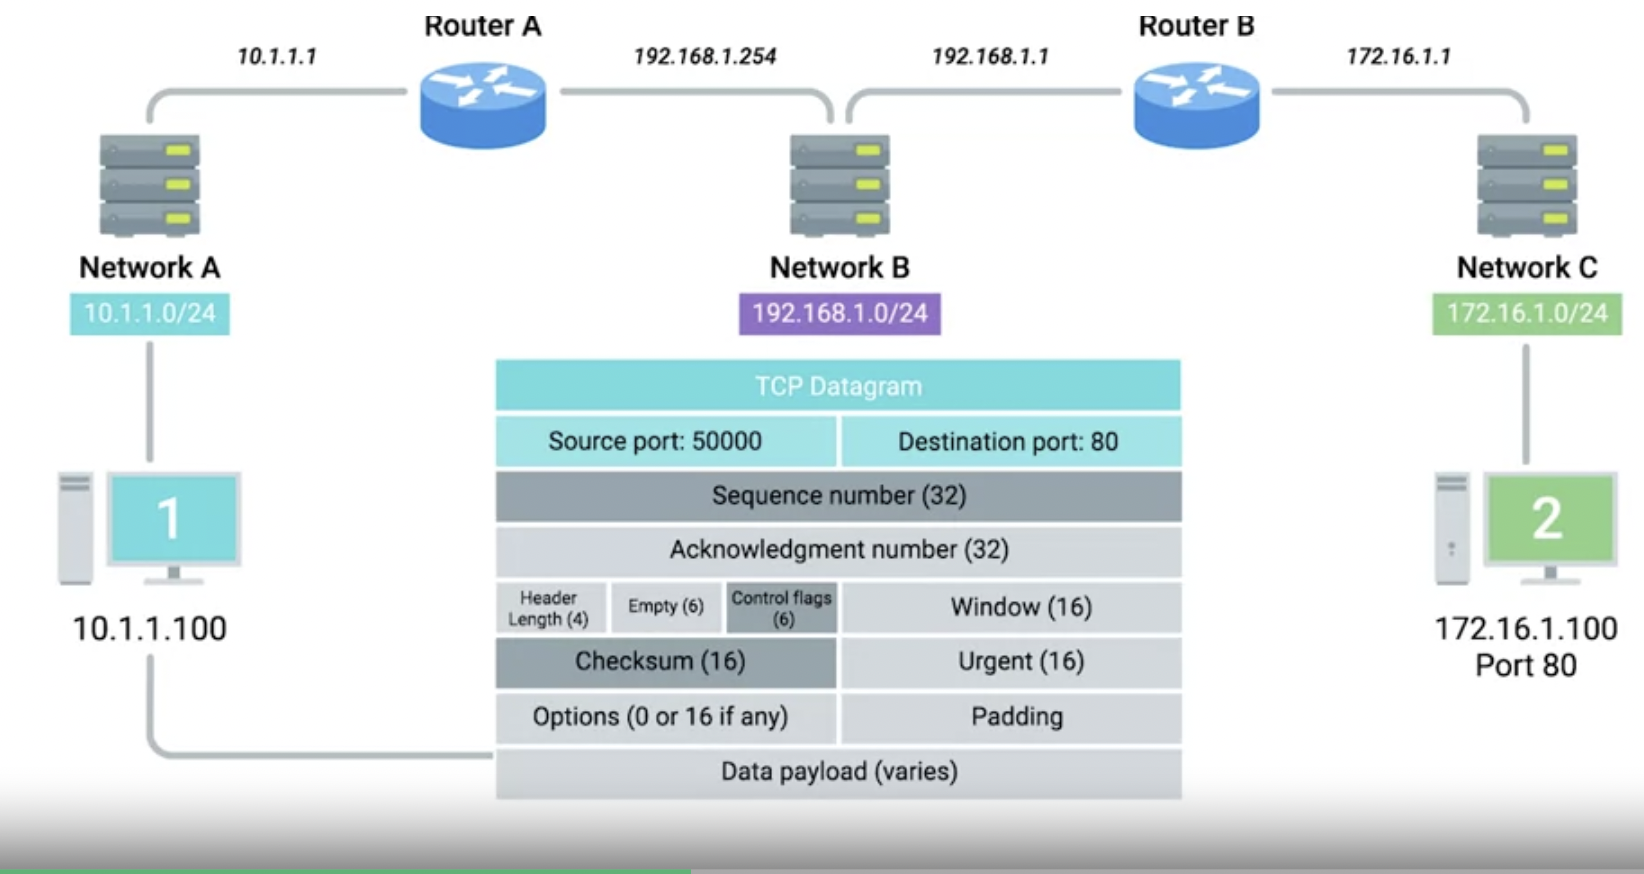 Router A
Router B
10.1.1.1
192.168.1.254
192.168.1.1
172.16.1.1
Network A
Network B
Network C
10.1.1.0/24
192.168.1.0/24
172.16.1.0/24
TCP Datagram
Source port: 50000
Destination port: 80
Sequence number (32)
Acknowledgment number (32)
Header
Length (4)
Empty (6)
Control flags
(6)
Window (16)
Checksum (16)
Urgent (16)
Options (0 or 16 if any)
Padding
Data payload (varies)
1
10.1.1.100
2
172.16.1.100
Port 80